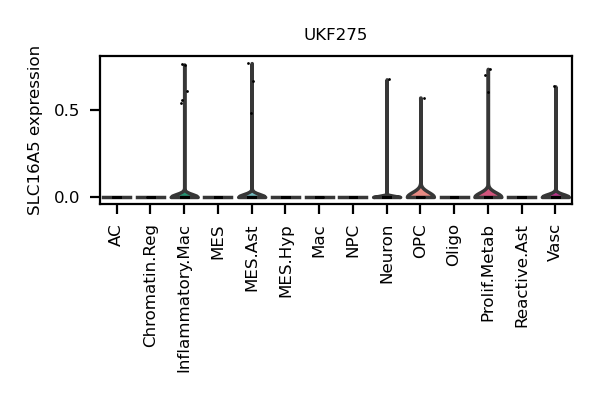 UKF275
SLC16A5 expression
0.5
0.0
AC
Chromatin.Reg
Inflammatory.Mac
MES
MES.Ast
MES.Hyp
Mac
NPC
Neuron
OPC
Oligo
Prolif.Metab
Reactive.Ast
Vasc